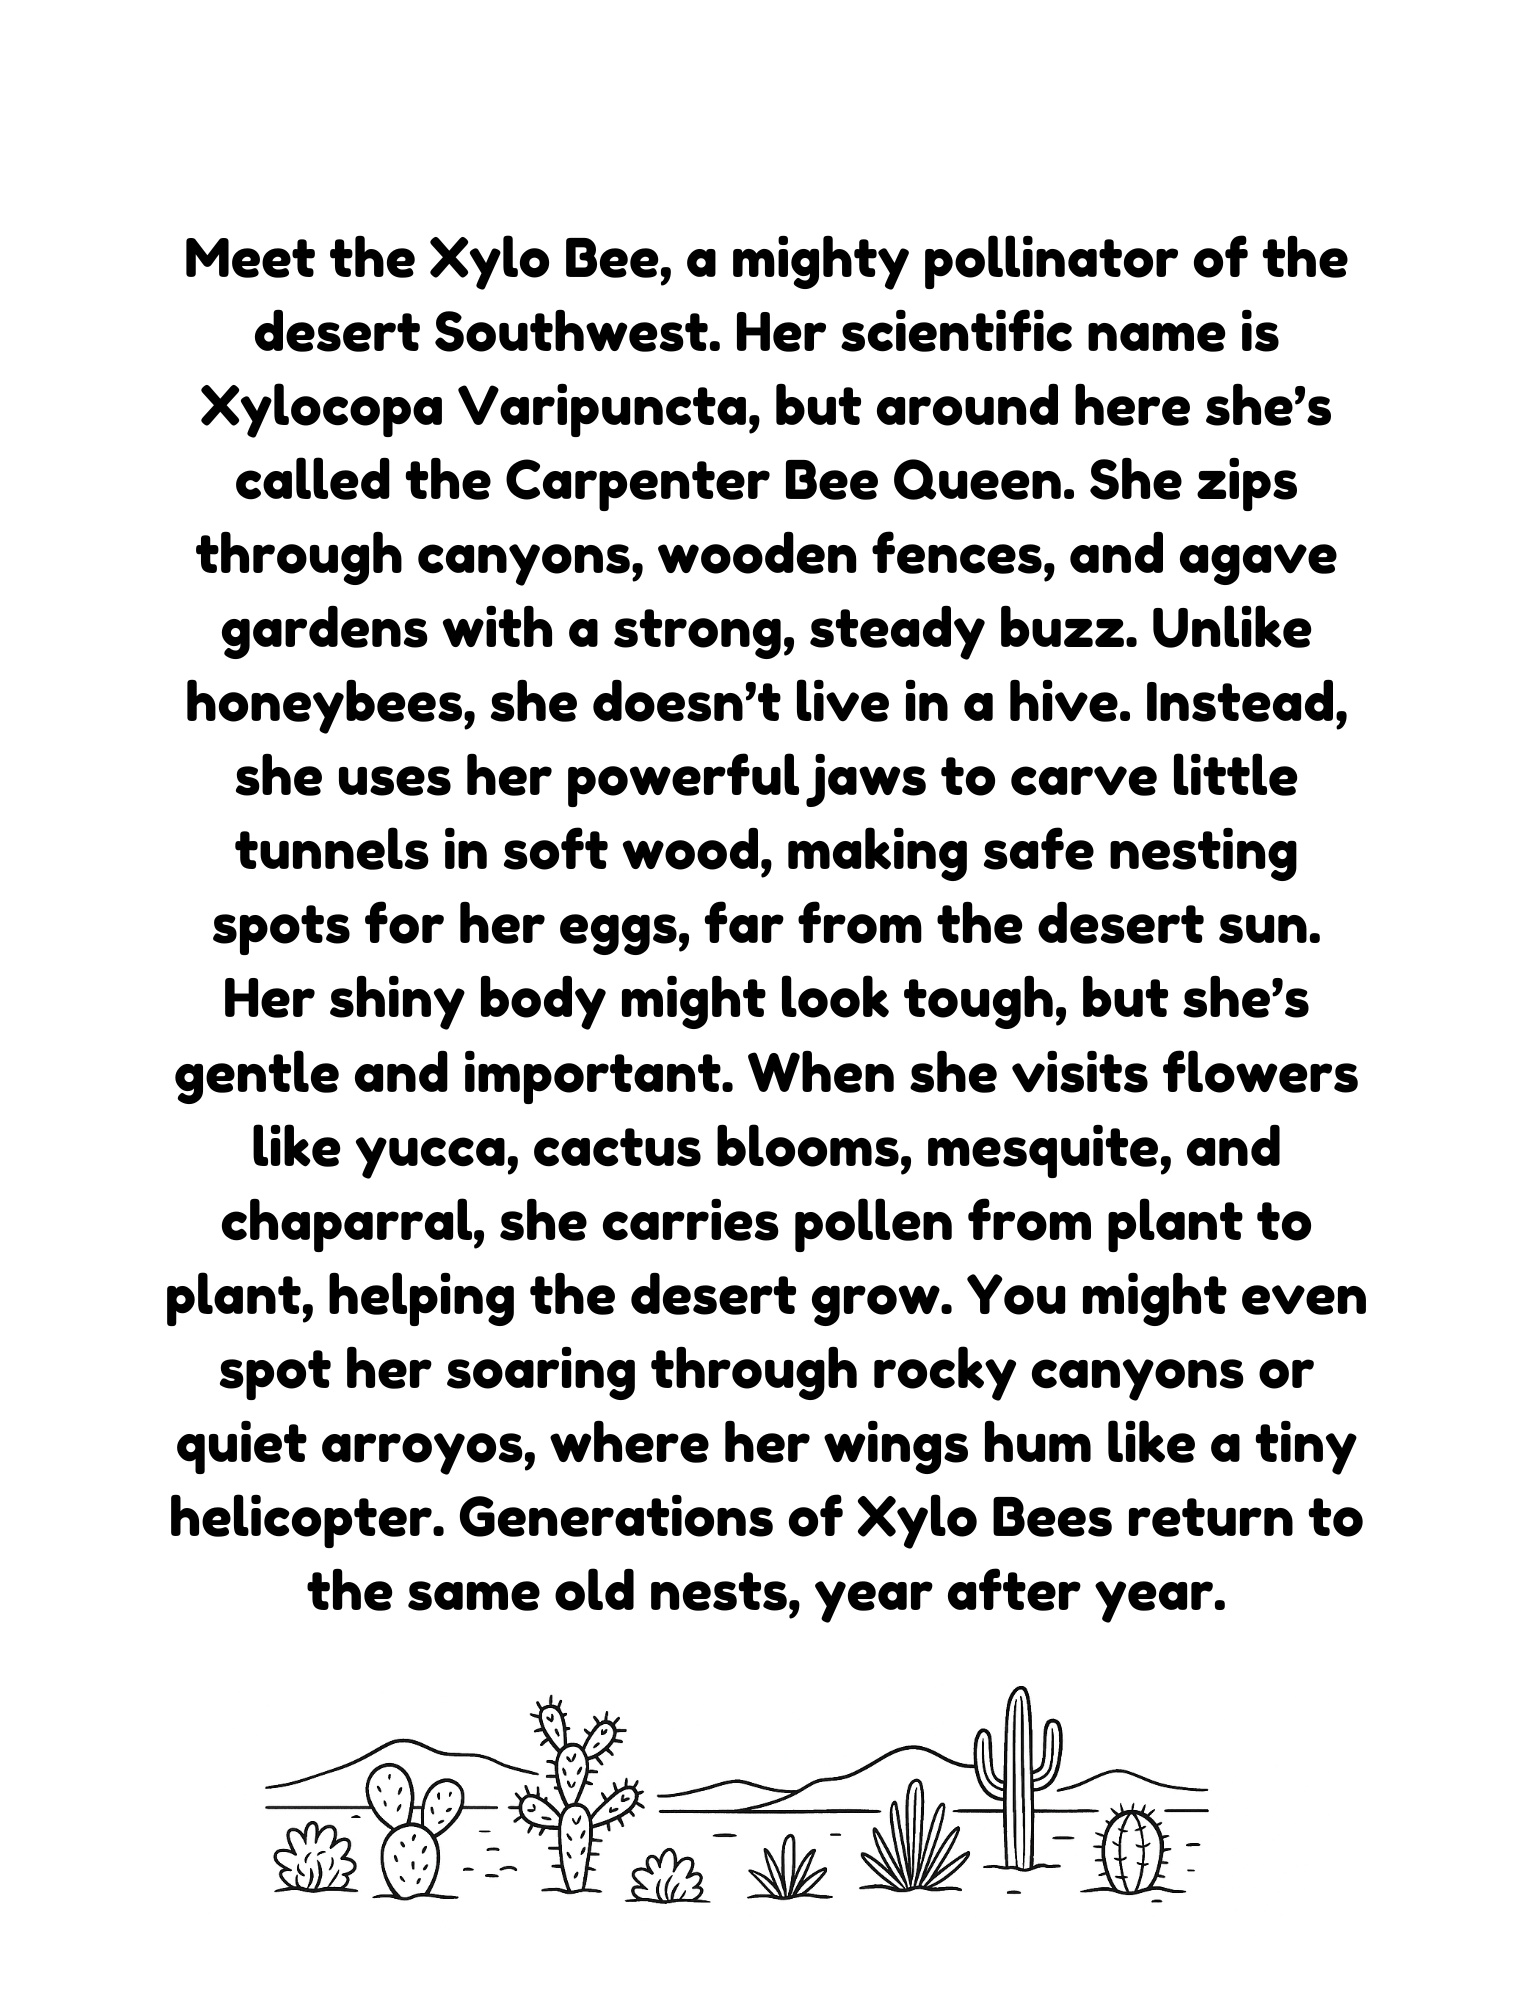 Meet the Xylo Bee, a mighty pollinator of the
desert Southwest. Her scientific name is
Xylocopa Varipuncta, but around here she’s
called the Carpenter Bee Queen. She zips
through canyons, wooden fences, and agave
gardens with a strong, steady buzz. Unlike
honeybees, she doesn’t live in a hive. Instead,
she uses her powerful jaws to carve little
tunnels in soft wood, making safe nesting
spots for her eggs, far from the desert sun.
Her shiny body might look tough, but she’s
gentle and important. When she visits flowers
like yucca, cactus blooms, mesquite, and
chaparral, she carries pollen from plant to
plant, helping the desert grow. You might even
spot her soaring through rocky canyons or
quiet arroyos, where her wings hum like a tiny
helicopter. Generations of Xylo Bees return to
the same old nests, year after year.